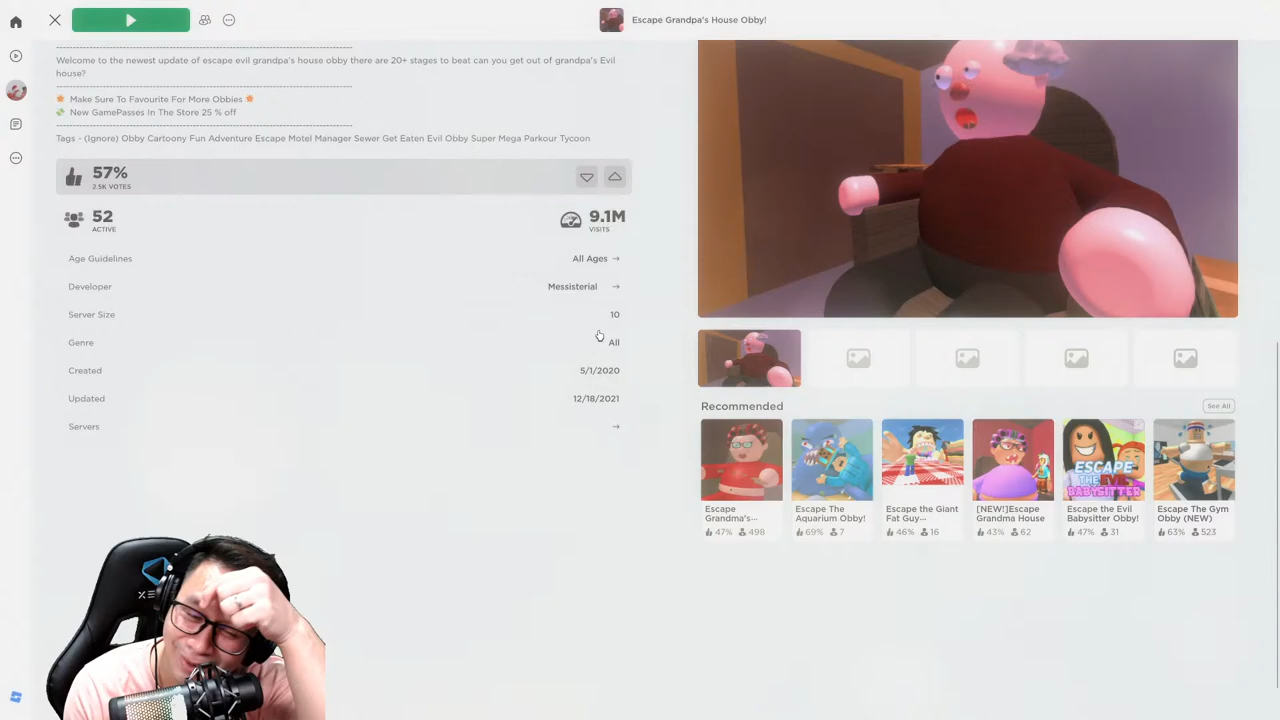 Escape Grandpa's House Obby!
--------------------------------------------------------------------------------
Welcome to the newest update of escape evil grandpa's house obby there are 20+ stages to beat can you get out of grandpa's Evil
house?
--------------------------------------------------------------------------------
Make Sure To Favourite For More Obbies
New GamePasses In The Store 25 % off
--------------------------------------------------------------------------------
Tags - (Ignore) Obby Cartoony Fun Adventure Escape Motel Manager Sewer Get Eaten Evil Obby Super Mega Parkour Tycoon
57%
2.5K VOTES
52
ACTIVE
9.1M
VISITS
Age Guidelines All Ages →
Developer Messisterial →
Server Size 10
Genre All
Created 5/1/2020
Updated 12/18/2021
Servers →
Recommended See All
Escape
Grandma's...
47% 498
Escape The
Aquarium Obby!
69% 7
Escape the Giant
Fat Guy...
46% 16
[NEW!]Escape
Grandma House
43% 62
ESCAPE
THE EVIL
BABYSITTER
Escape the Evil
Babysitter Obby!
47% 31
Escape The Gym
Obby (NEW)
63% 523